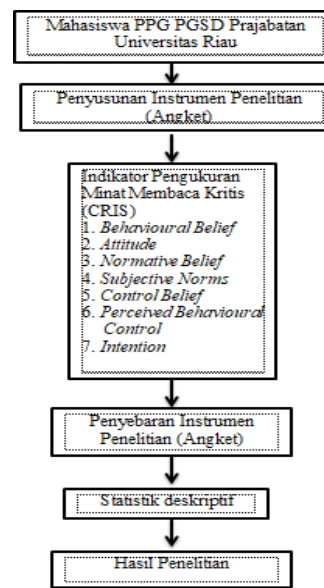 Mahasiswa PPG PGSD Prajabatan
Universitas Riau
Penyusunan Instrumen Penelitian
(Angket)
Indikator Pengukuran
Minat Membaca Kritis
(CRIS)
1. Behavioural Belief
2. Attitude
3. Normative Belief
4. Subjective Norms
5. Control Belief
6. Perceived Behavioural
Control
7. Intention
Penyebaran Instrumen
Penelitian (Angket)
Statistik deskriptif
Hasil Penelitian